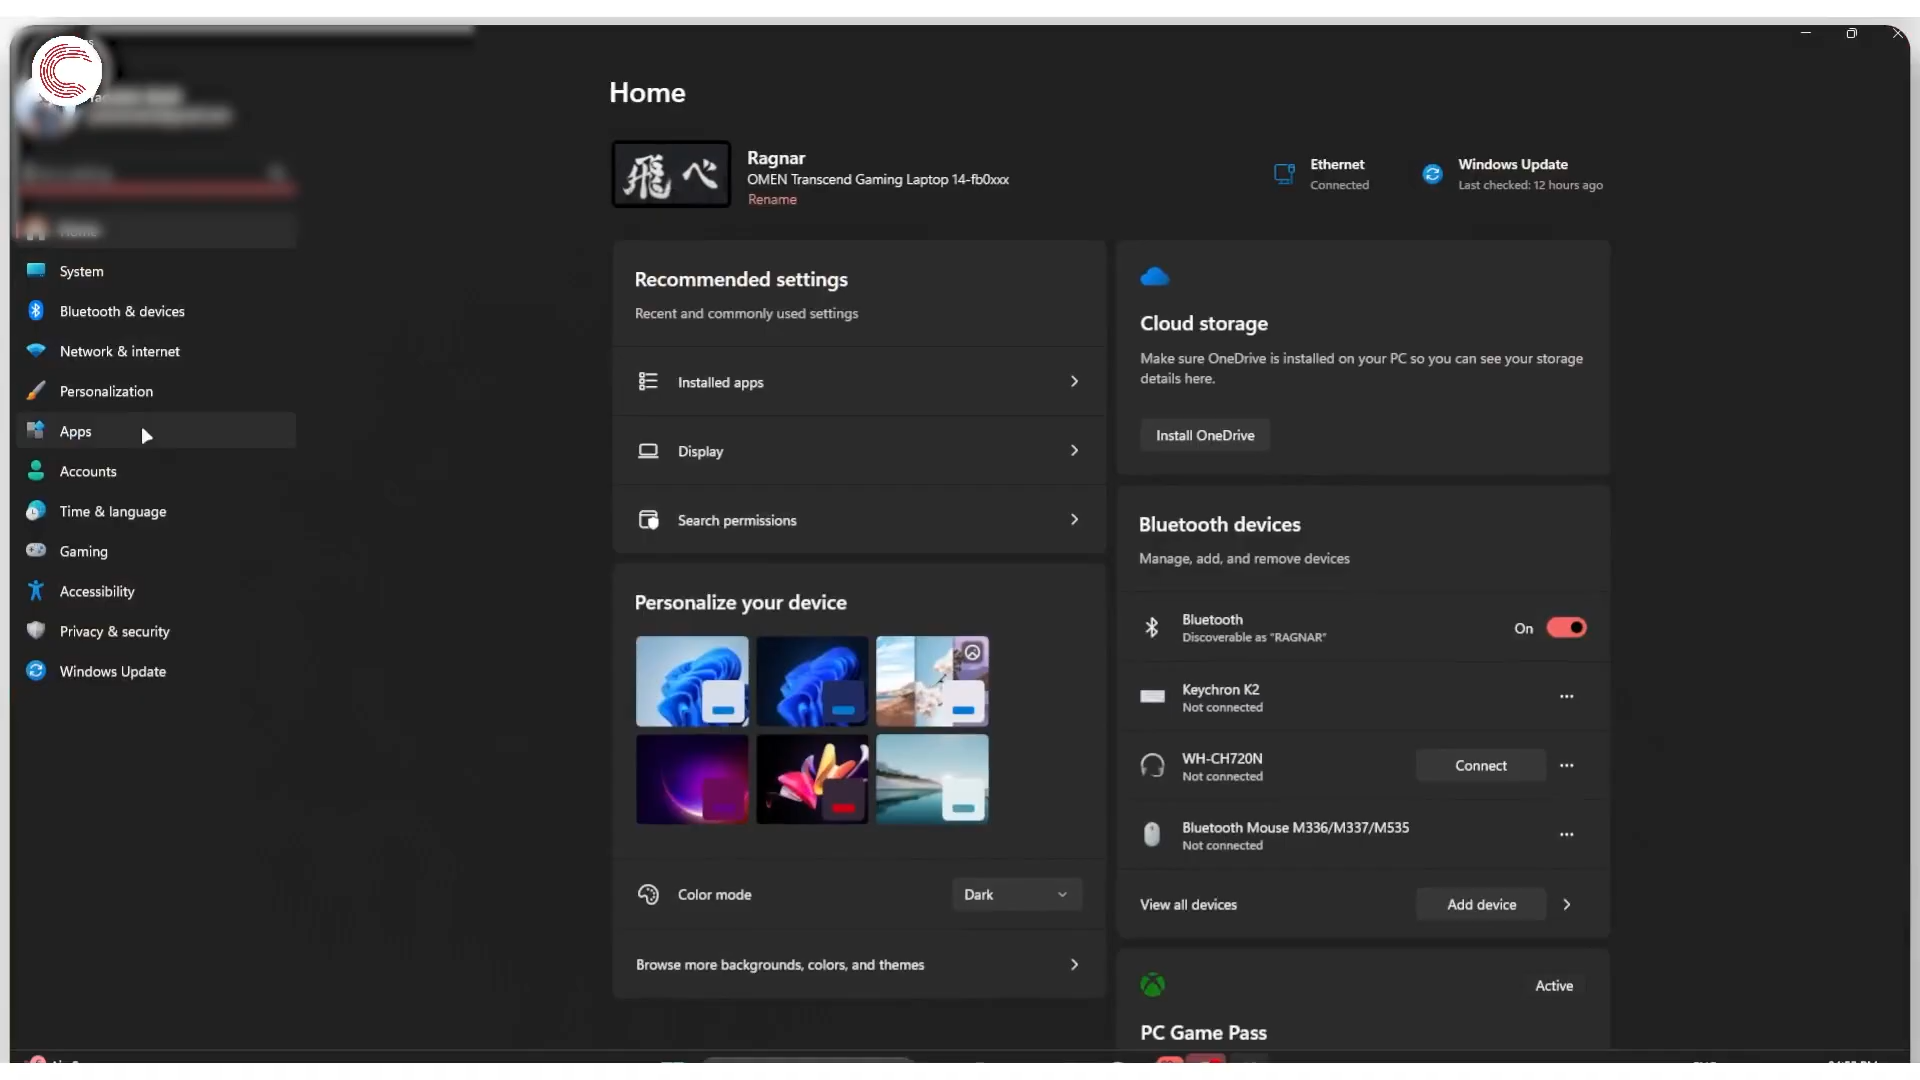 Home
Ragnar
OMEN Transcend Gaming Laptop 14-fb0xxx
Rename
Ethernet
Connected
Windows Update
Last checked: 12 hours ago
Home
System
Bluetooth & devices
Network & internet
Personalization
Apps
Accounts
Time & language
Gaming
Accessibility
Privacy & security
Windows Update
Recommended settings
Recent and commonly used settings
Installed apps
Display
Search permissions
Personalize your device
Color mode
Dark
Browse more backgrounds, colors, and themes
Cloud storage
Make sure OneDrive is installed on your PC so you can see your storage
details here.
Install OneDrive
Bluetooth devices
Manage, add, and remove devices
Bluetooth
Discoverable as "RAGNAR"
On
Keychron K2
Not connected
WH-CH720N
Not connected
Connect
Bluetooth Mouse M336/M337/M535
Not connected
View all devices
Add device
Active
PC Game Pass